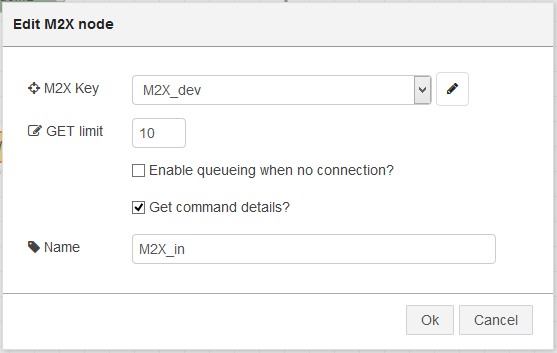 Edit M2X node
M2X Key M2X_dev
GET limit 10
Enable queueing when no connection?
Get command details?
Name M2X_in
Ok Cancel